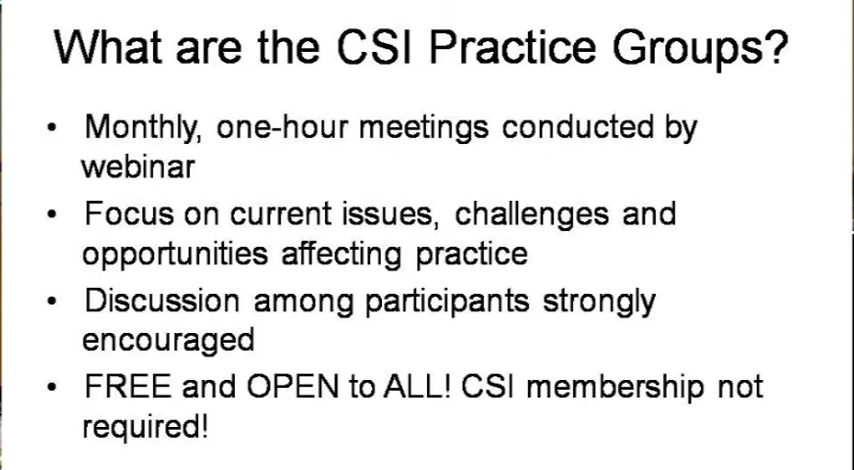 What are the CSI Practice Groups?
• Monthly, one-hour meetings conducted by
webinar
• Focus on current issues, challenges and
opportunities affecting practice
• Discussion among participants strongly
encouraged
• FREE and OPEN to ALL! CSI membership not
required!